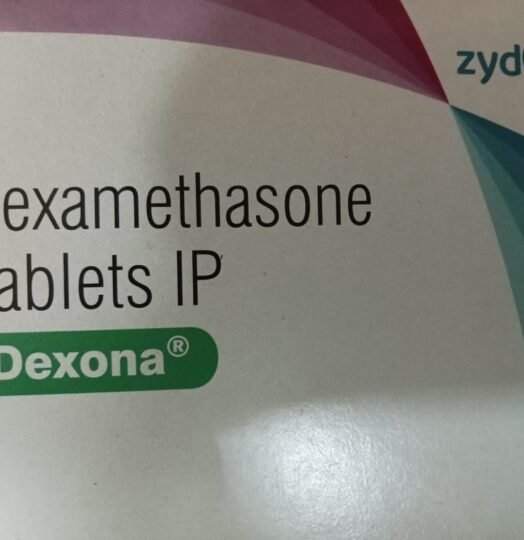 zyd
examethasone
ablets IP
Dexona®